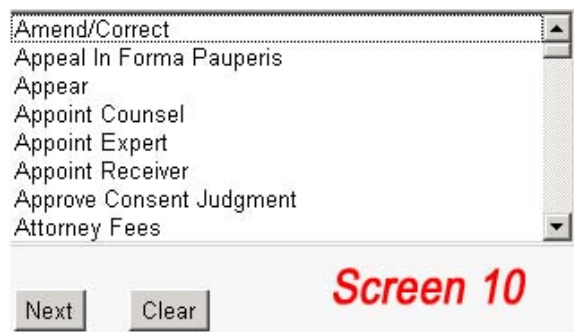 Amend/Correct
Appeal In Forma Pauperis
Appear
Appoint Counsel
Appoint Expert
Appoint Receiver
Approve Consent Judgment
Attorney Fees
Next Clear Screen 10